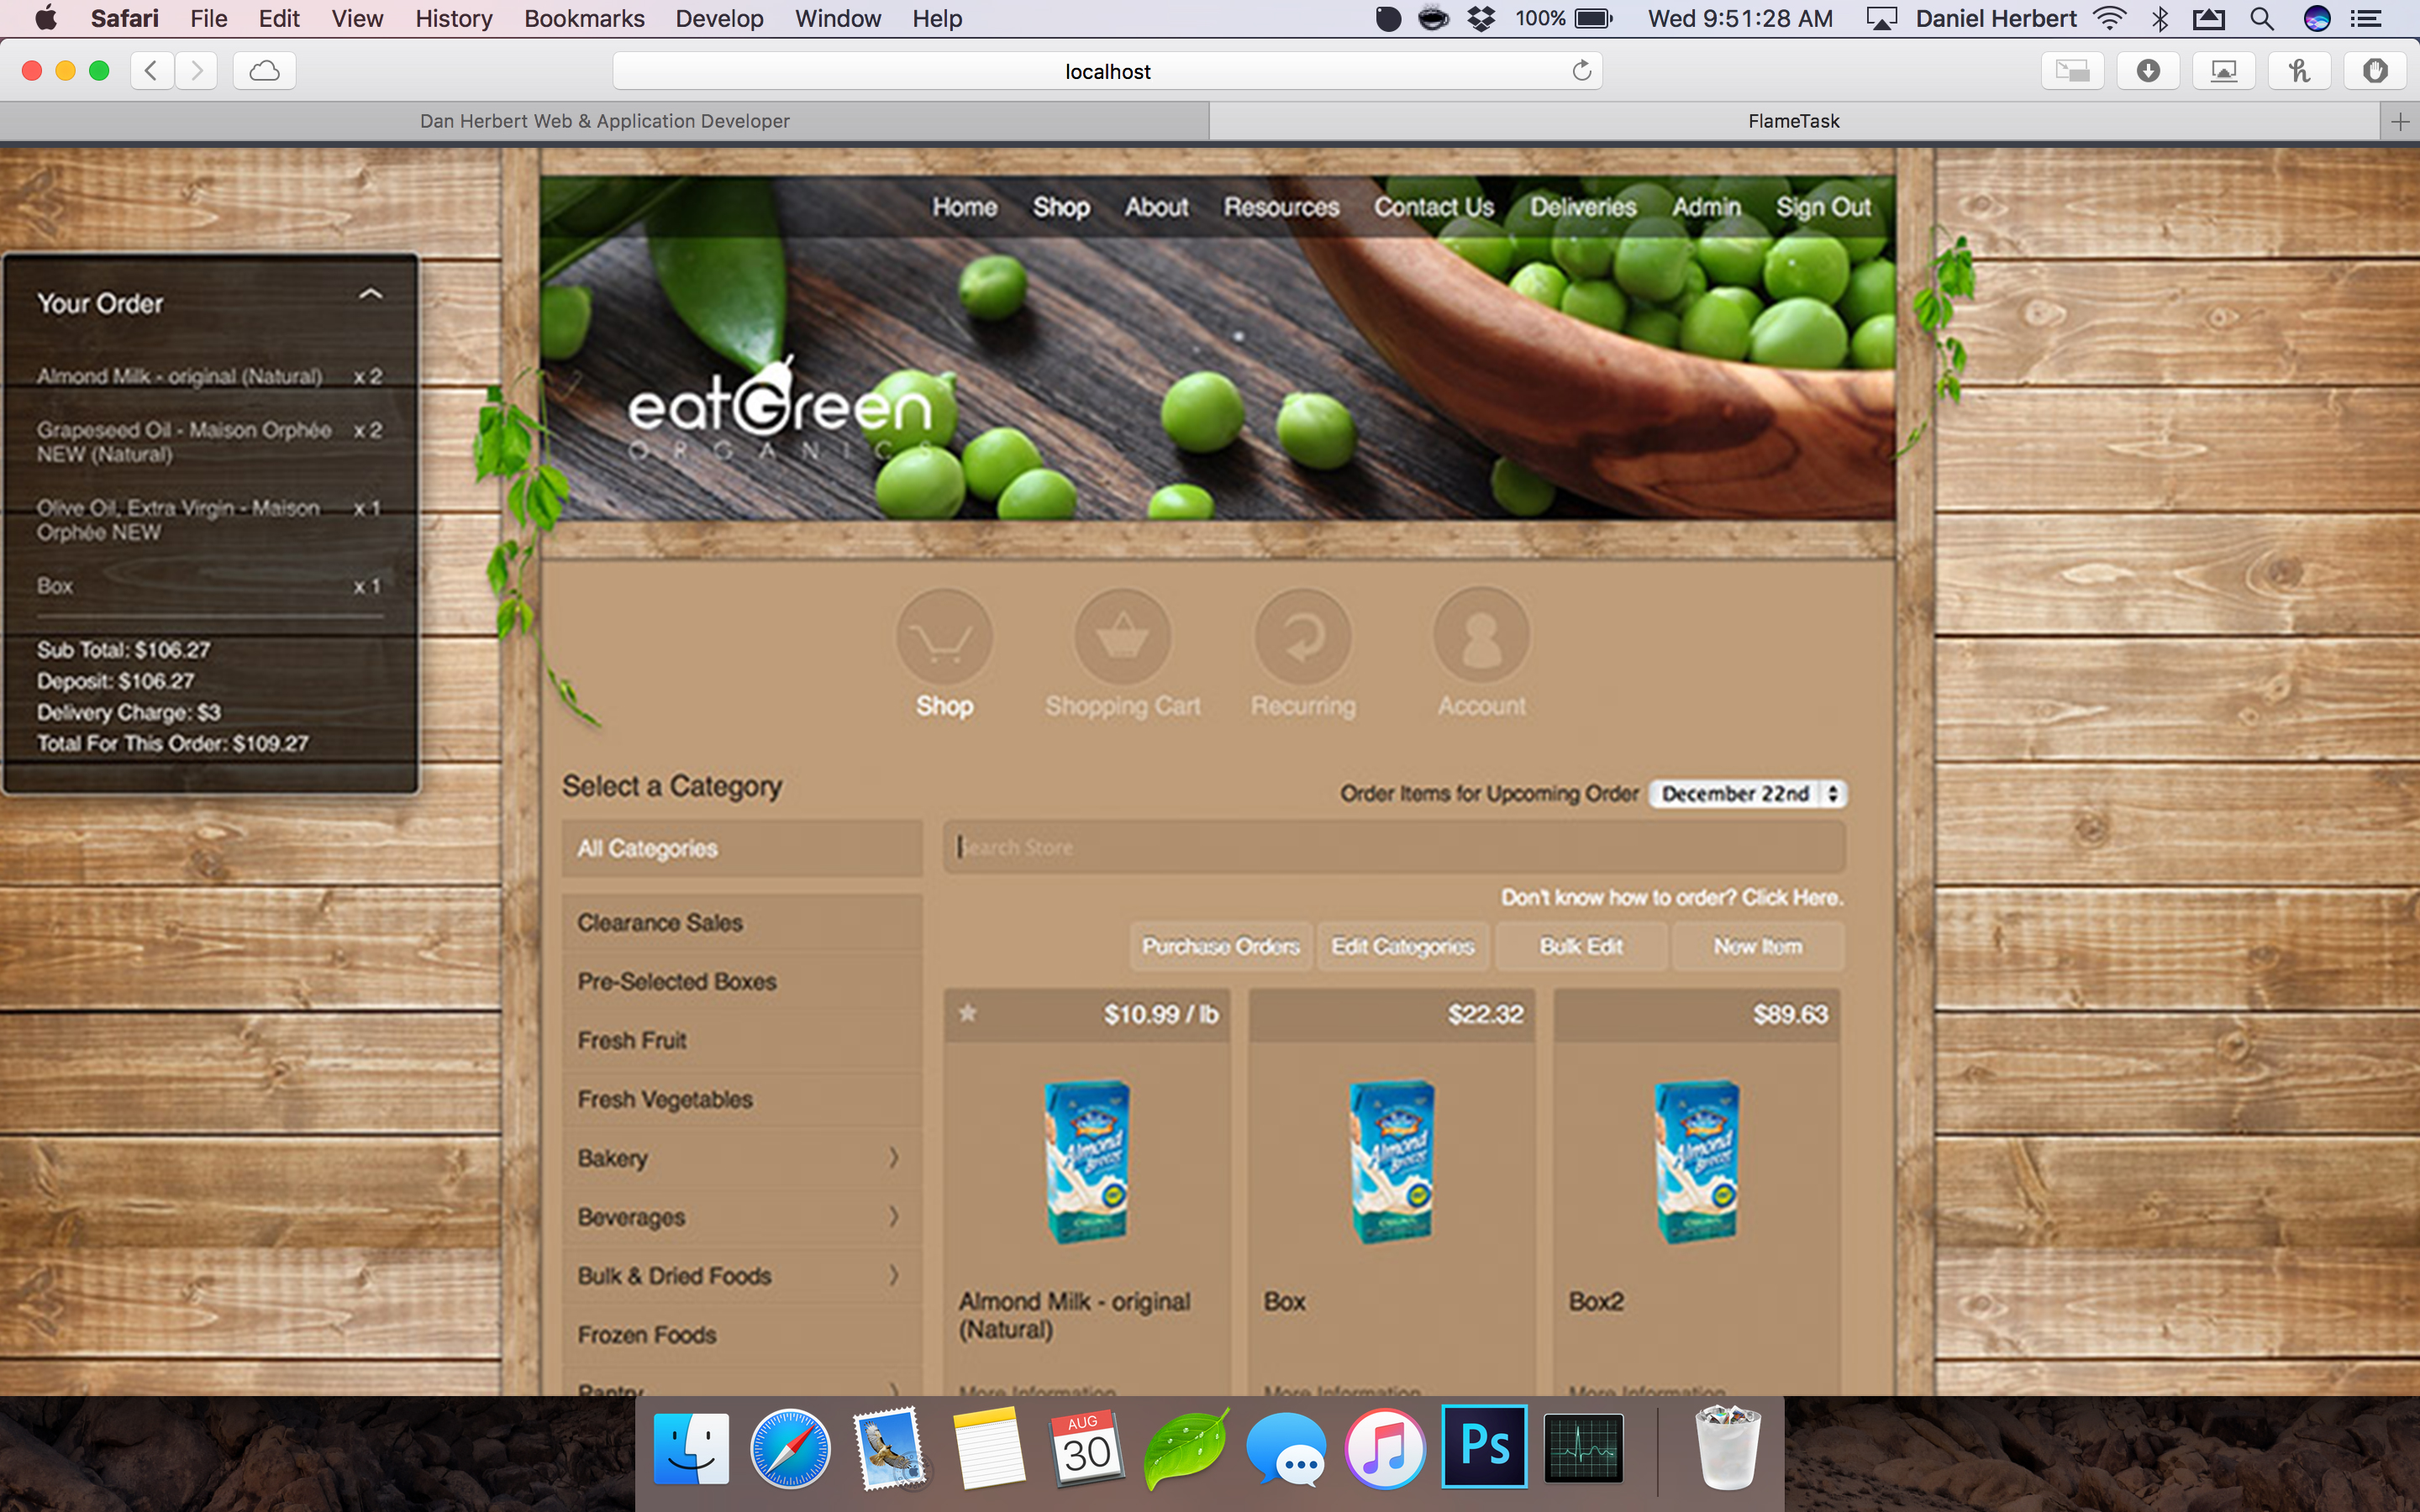 Safari File Edit View History Bookmarks Develop Window Help 100% Wed 9:51:28 AM Daniel Herbert
localhost
Dan Herbert Web & Application Developer
FlameTask
Home Shop About Resources Contact Us Deliveries Admin Sign Out
eatGreen
ORGANICS
Your Order
Almond Milk - original (Natural) x 2
Grapeseed Oil - Maison Orphée x 2
NEW (Natural)
Olive Oil, Extra Virgin - Maison x 1
Orphée NEW
Box x 1
Sub Total: $106.27
Deposit: $106.27
Delivery Charge: $3
Total For This Order: $109.27
Shop Shopping Cart Recurring Account
Select a Category
Order Items for Upcoming Order December 22nd
All Categories
Search Store
Don't know how to order? Click Here.
Clearance Sales
Pre-Selected Boxes
Fresh Fruit
Fresh Vegetables
Bakery
Beverages
Bulk & Dried Foods
Frozen Foods
Pantry
Purchase Orders Edit Categories Bulk Edit New Item
$10.99 / lb $22.32 $89.63
Almond Breeze
Almond Breeze
Almond Breeze
Almond Milk - original
(Natural)
Box
Box2
More Information More Information More Information
AUG
30
Ps